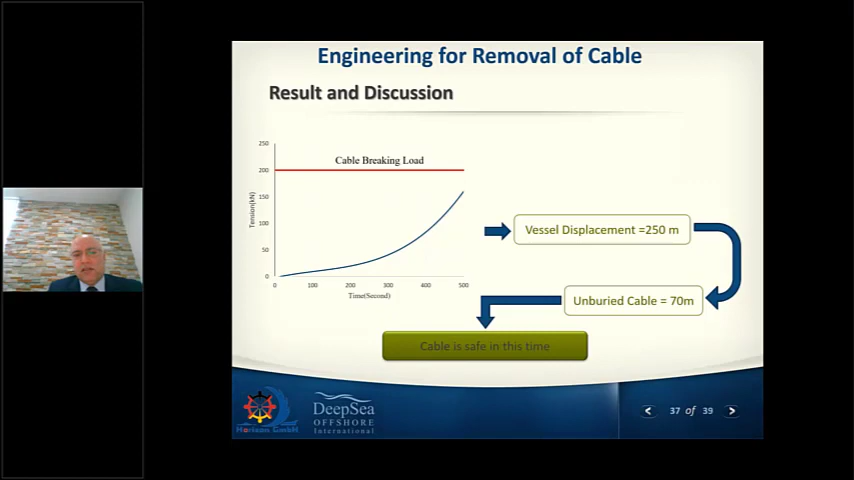 Engineering for Removal of Cable
Result and Discussion
250
200
150
100
50
0
Tension(kN)
Cable Breaking Load
0 100 200 300 400 500
Time(Second)
Vessel Displacement =250 m
Unburied Cable = 70m
Cable is safe in this time
Harison GmbH
DeepSea
OFFSHORE
International
37 of 39